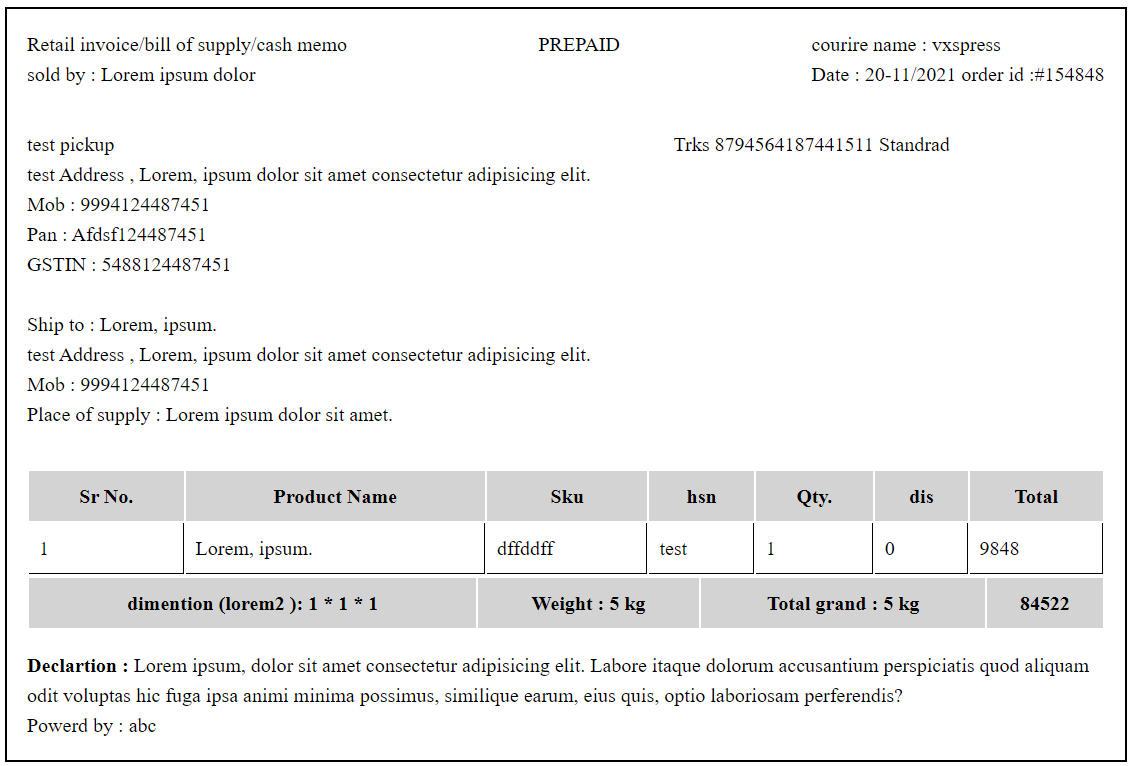 Retail invoice/bill of supply/cash memo PREPAID courire name : vxspress
sold by : Lorem ipsum dolor Date : 20-11/2021 order id :#154848
test pickup Trks 8794564187441511 Standrad
test Address , Lorem, ipsum dolor sit amet consectetur adipisicing elit.
Mob : 9994124487451
Pan : Afdsf124487451
GSTIN : 5488124487451
Ship to : Lorem, ipsum.
test Address , Lorem, ipsum dolor sit amet consectetur adipisicing elit.
Mob : 9994124487451
Place of supply : Lorem ipsum dolor sit amet.
Sr No. Product Name Sku hsn Qty. dis Total
1 Lorem, ipsum. dffddff test 1 0 9848
dimention (lorem2 ): 1 * 1 * 1 Weight : 5 kg Total grand : 5 kg 84522
Declartion : Lorem ipsum, dolor sit amet consectetur adipisicing elit. Labore itaque dolorum accusantium perspiciatis quod aliquam
odit voluptas hic fuga ipsa animi minima possimus, similique earum, eius quis, optio laboriosam perferendis?
Powerd by : abc